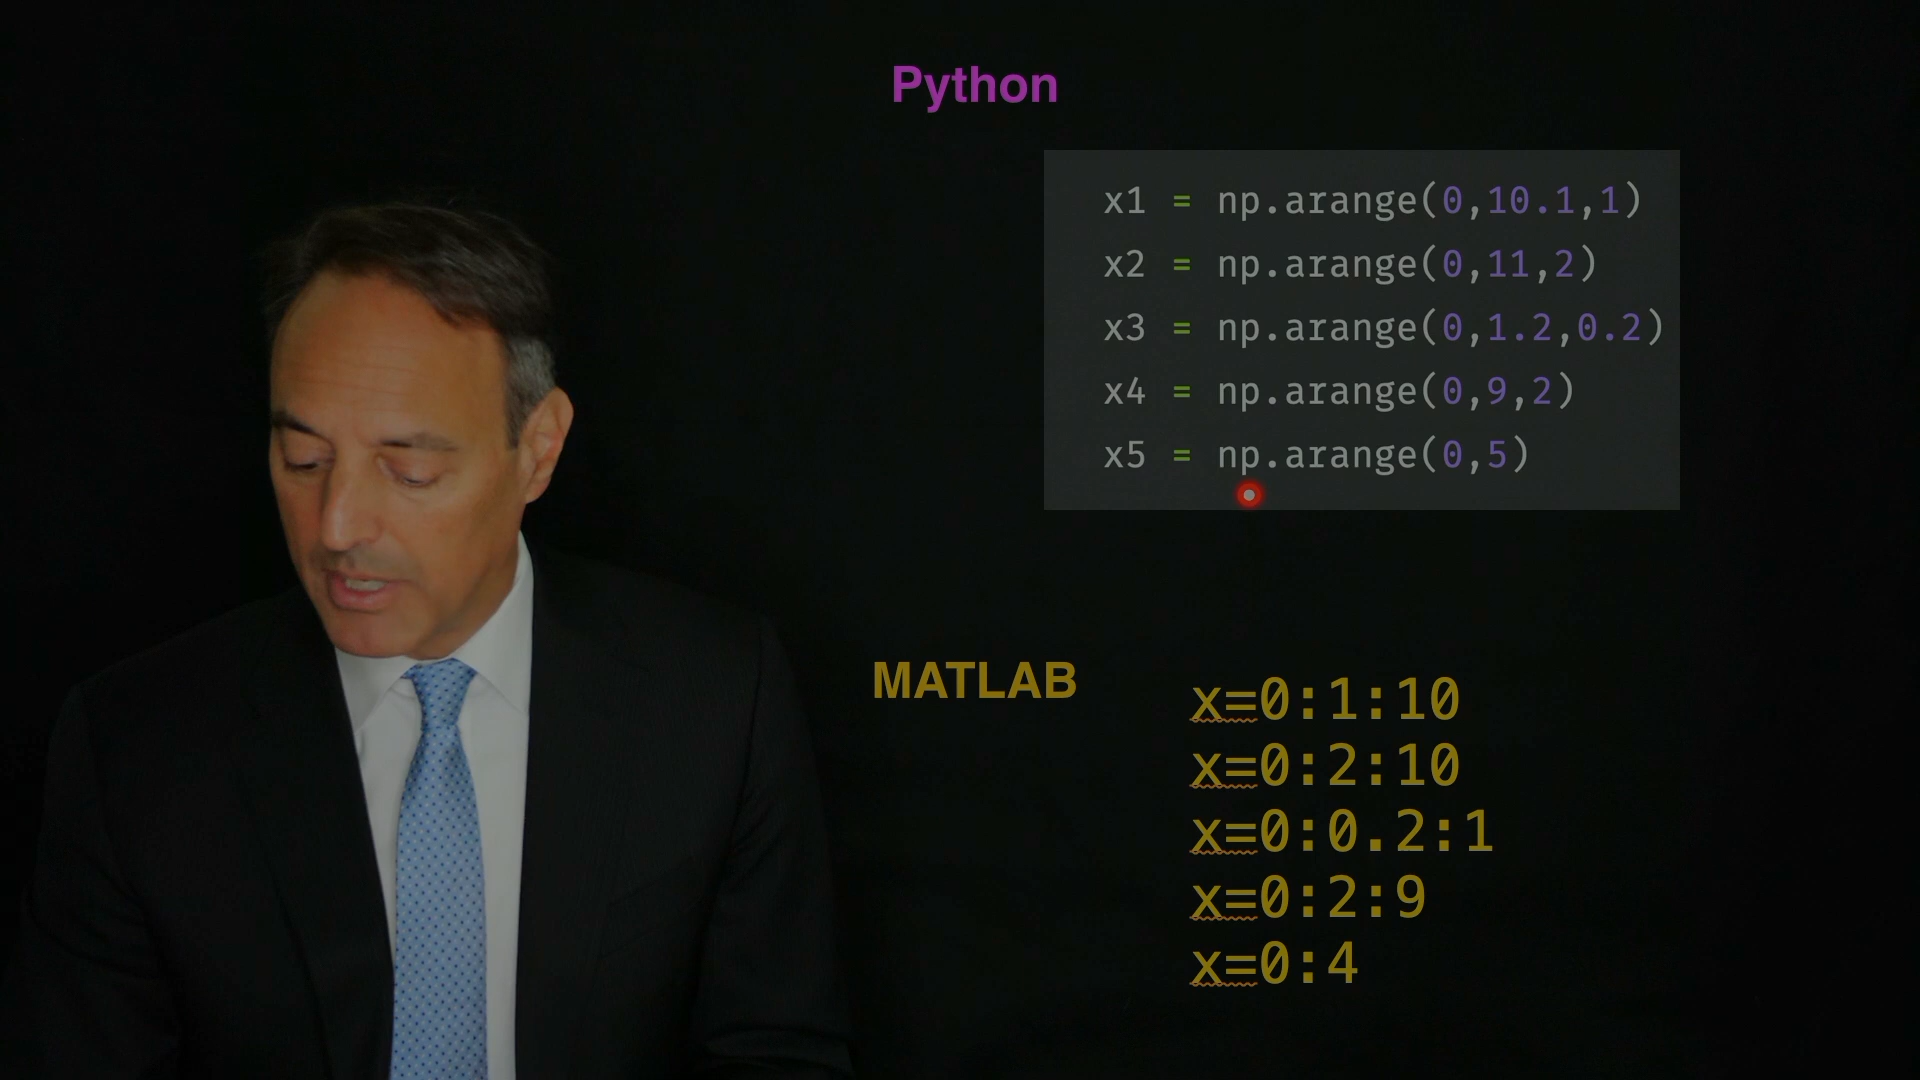 Python
x1 = np.arange(0,10.1,1)
x2 = np.arange(0,11,2)
x3 = np.arange(0,1.2,0.2)
x4 = np.arange(0,9,2)
x5 = np.arange(0,5)
MATLAB
x=0:1:10
x=0:2:10
x=0:0.2:1
x=0:2:9
x=0:4